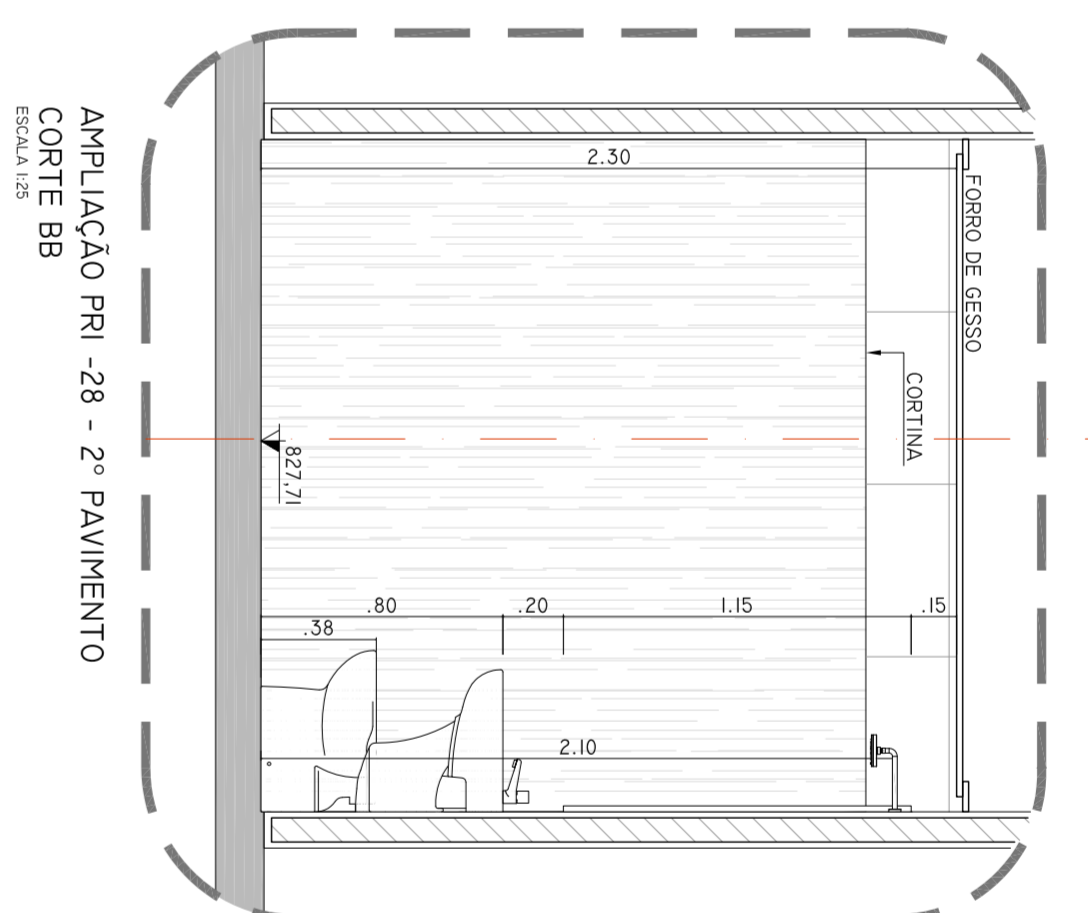 AMPLIAÇÃO PRI -28 - 2° PAVIMENTO
CORTE BB
ESCALA 1:25
FORRO DE GESSO
CORTINA
2.30
827,71
.15
1.15
.20
.80
.38
2.10